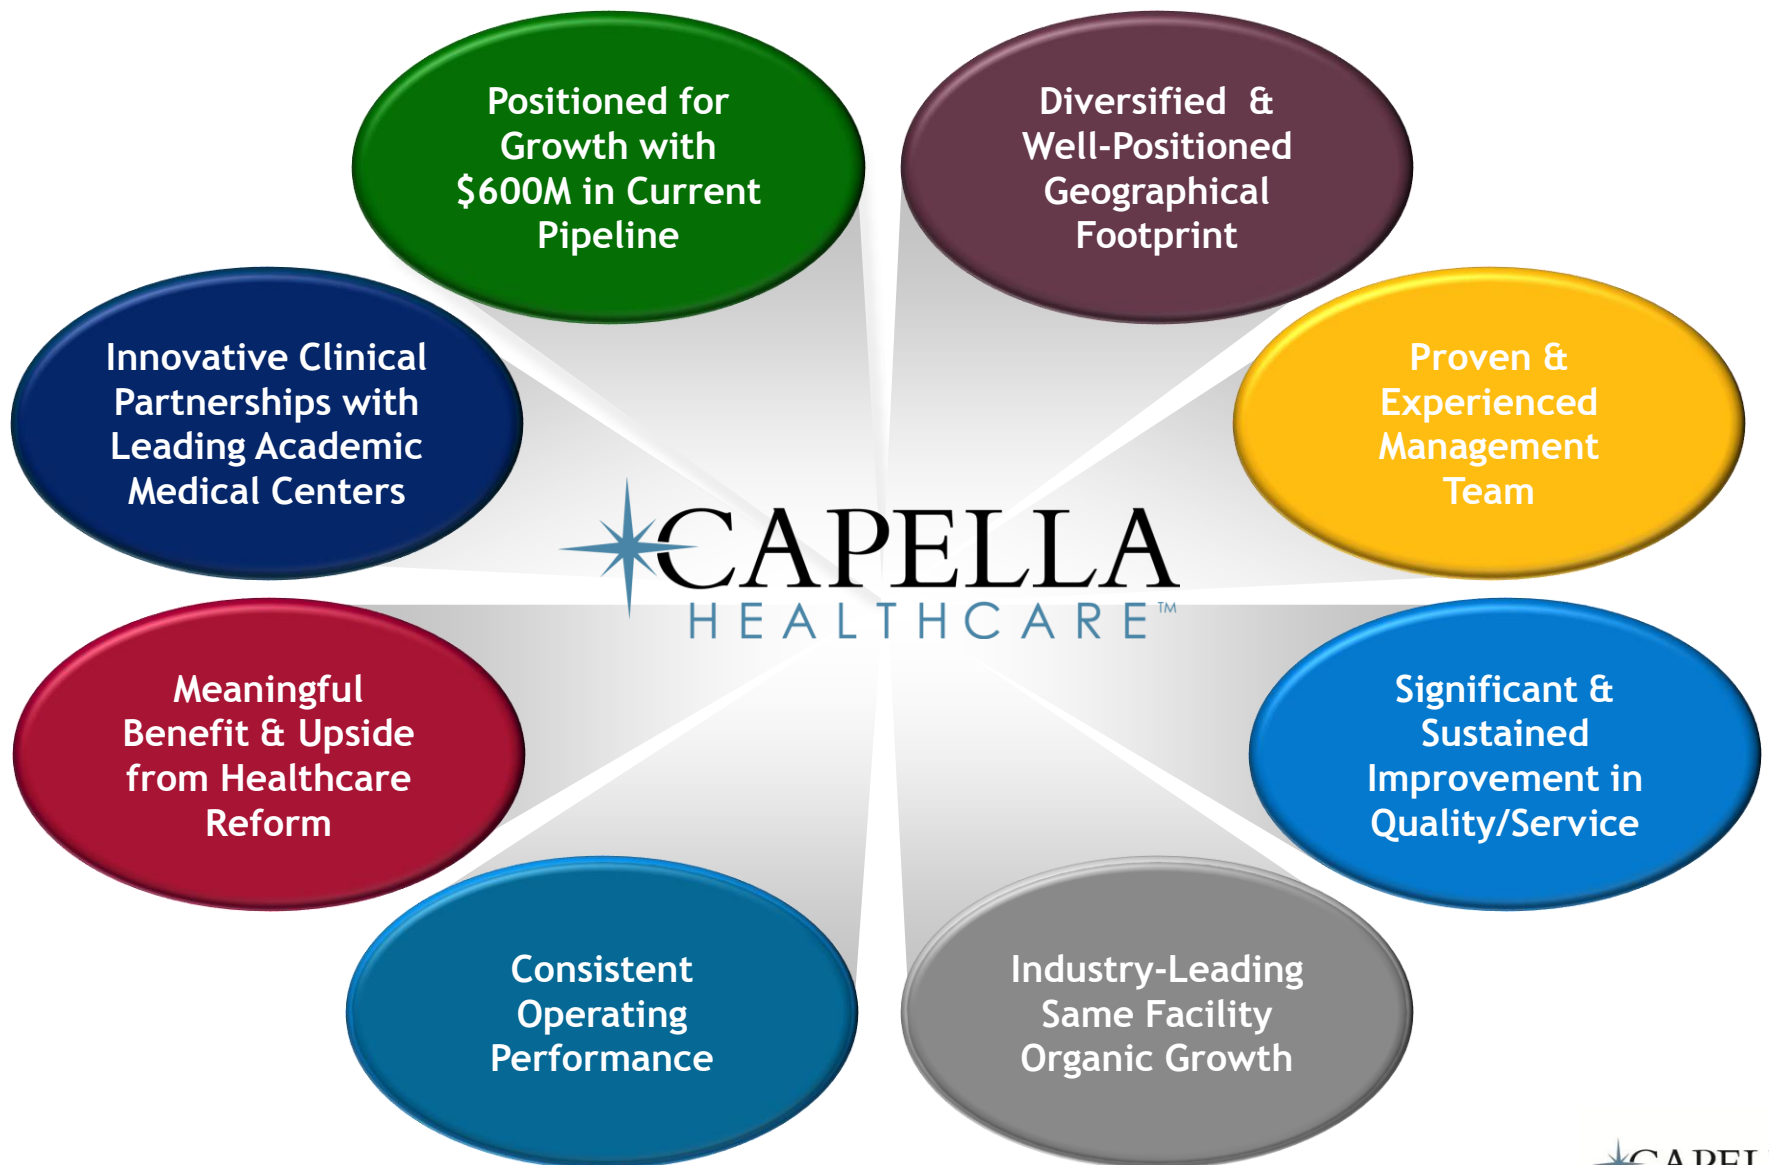 Positioned for
Growth with
$600M in Current
Pipeline
Diversified & 
Well-Positioned
Geographical
Footprint
Innovative Clinical
Partnerships with
Leading Academic
Medical Centers
Proven &
Experienced
Management
Team
CAPELLA
HEALTHCARE™
Meaningful
Benefit & Upside
from Healthcare
Reform
Significant &
Sustained
Improvement in
Quality/Service
Consistent
Operating
Performance
Industry-Leading
Same Facility
Organic Growth